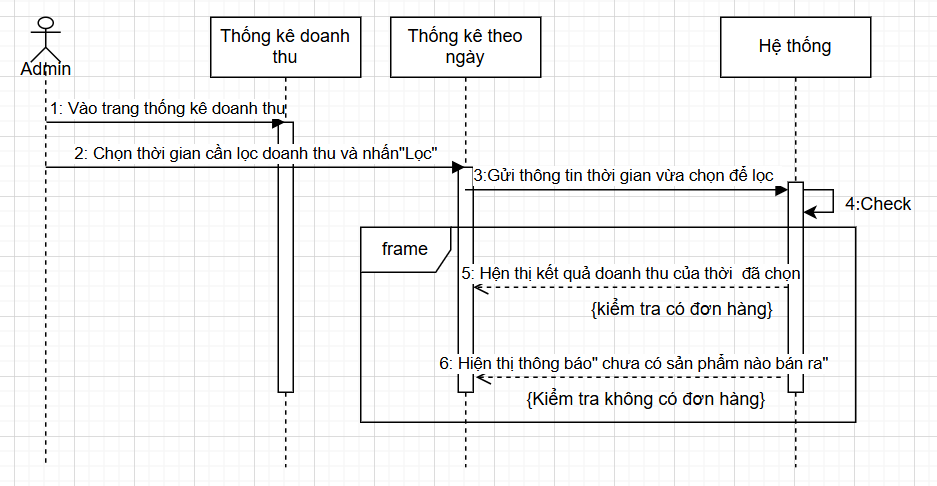 Thống kê doanh
thu
Thống kê theo
ngày
Hệ thống
Admin
1: Vào trang thống kê doanh thu
2: Chọn thời gian cần lọc doanh thu và nhấn"Lọc"
3:Gửi thông tin thời gian vừa chọn để lọc
4:Check
frame
5: Hện thị kết quả doanh thu của thời đã chọn
{kiểm tra có đơn hàng}
6: Hiện thị thông báo" chưa có sản phẩm nào bán ra"
{Kiểm tra không có đơn hàng}